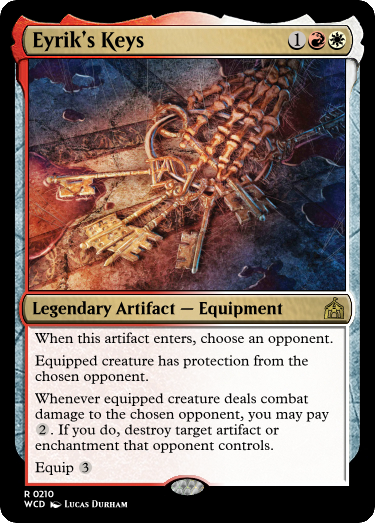 Eyrik's Keys 1
Legendary Artifact — Equipment
When this artifact enters, choose an opponent.
Equipped creature has protection from the
chosen opponent.
Whenever equipped creature deals combat
damage to the chosen opponent, you may pay
2. If you do, destroy target artifact or
enchantment that opponent controls.
Equip 3
R 0210
WCD Lucas Durham